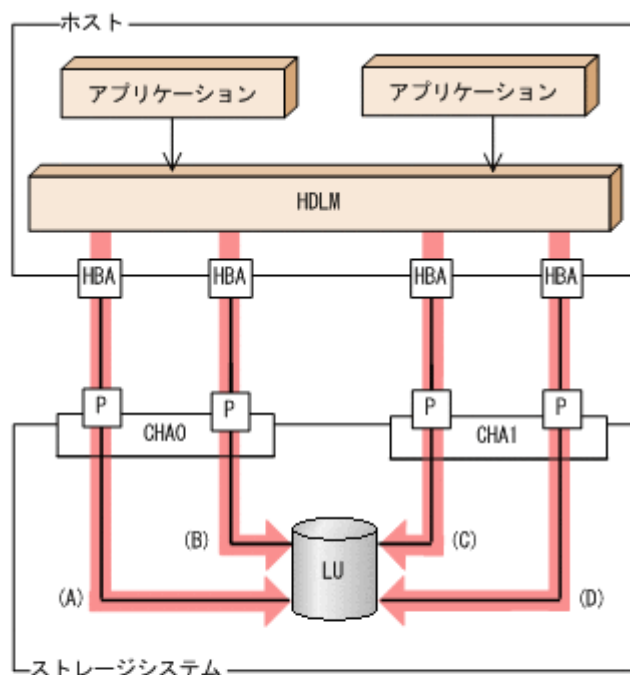 ホスト
アプリケーション
アプリケーション
HDLM
HBA
HBA
HBA
HBA
P
P
P
P
CHA0
CHA1
(B)
(C)
LU
(A)
(D)
ストレージシステム